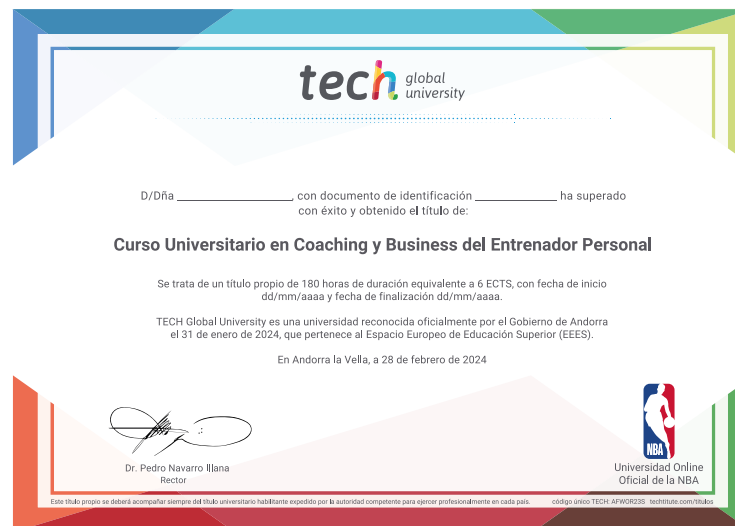 tech global university
D/Dña ____________, con documento de identificación ____________ ha superado
con éxito y obtenido el título de:
Curso Universitario en Coaching y Business del Entrenador Personal
Se trata de un título propio de 180 horas de duración equivalente a 6 ECTS, con fecha de inicio
dd/mm/aaaa y fecha de finalización dd/mm/aaaa.
TECH Global University es una universidad reconocida oficialmente por el Gobierno de Andorra
el 31 de enero de 2024, que pertenece al Espacio Europeo de Educación Superior (EEES).
En Andorra la Vella, a 28 de febrero de 2024
Dr. Pedro Navarro Illana
Rector
NBA
Universidad Online
Oficial de la NBA
Este título propio se deberá acompañar siempre del título universitario habilitante expedido por la autoridad competente para ejercer profesionalmente en cada país. código único TECH: AFWOR23S techtitute.com/titulos